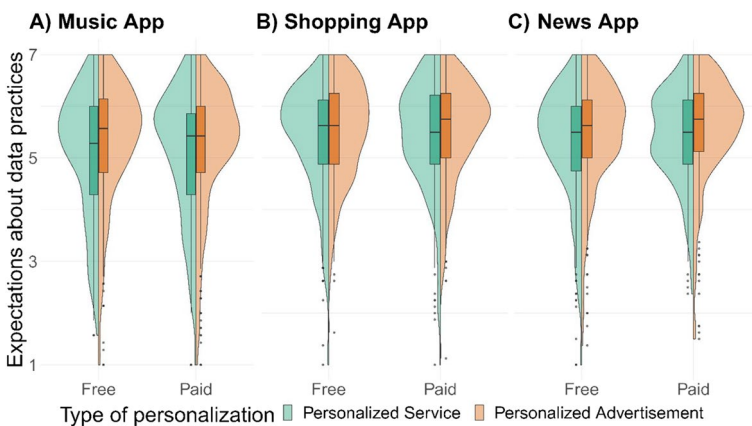 A) Music App
B) Shopping App
C) News App
Expectations about data practices
7
5
3
1
Free
Paid
Free
Paid
Free
Paid
Type of personalization
Personalized Service
Personalized Advertisement